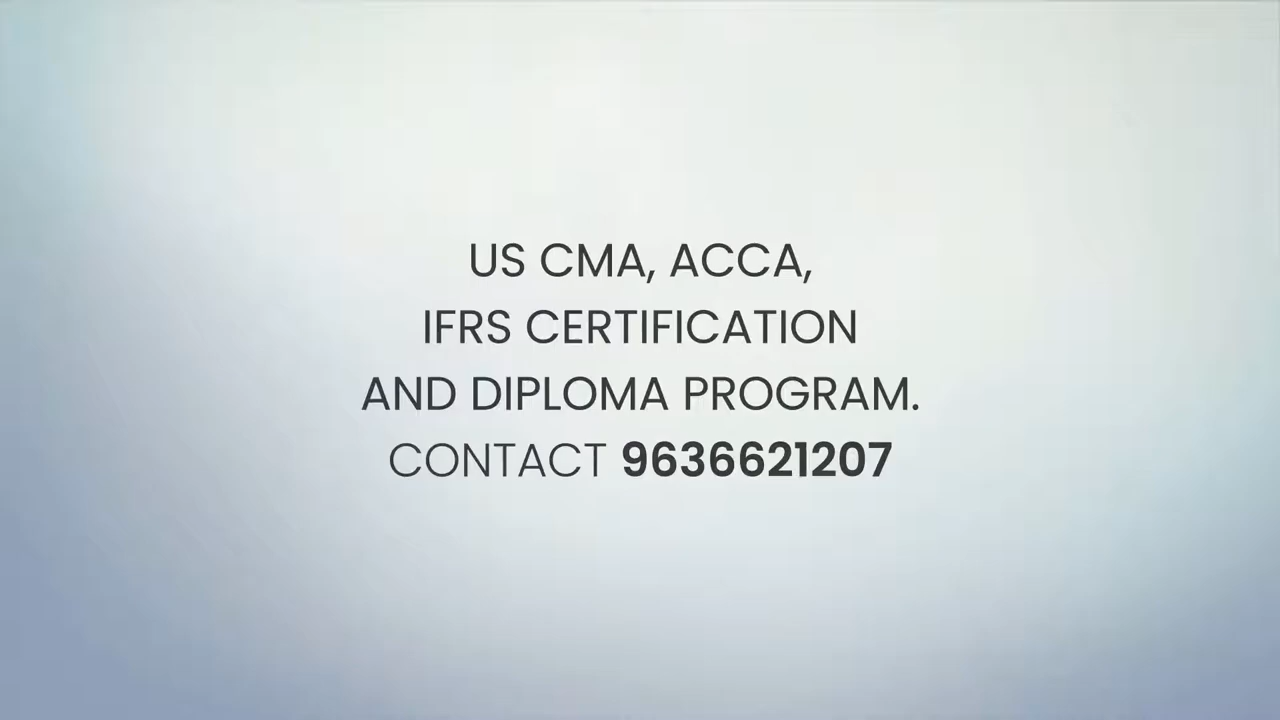 US CMA, ACCA,
IFRS CERTIFICATION
AND DIPLOMA PROGRAM.
CONTACT 9636621207